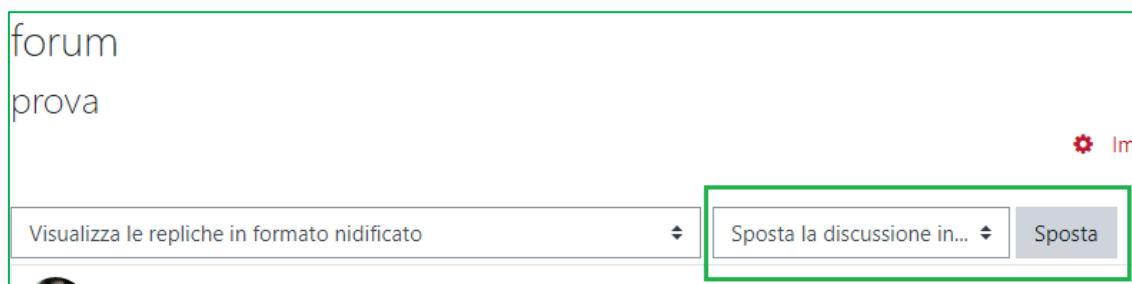 forum
prova
Im
Visualizza le repliche in formato nidificato
Sposta la discussione in...
Sposta